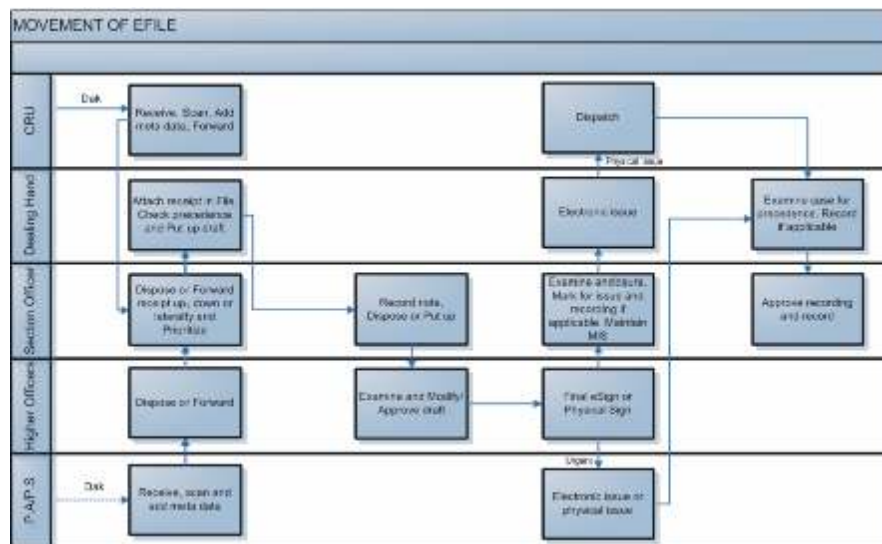 MOVEMENT OF EFILE
CRU
Dak
Receive, Scan, Add
meta data, Forward
Dispatch
Physical Issue
Dealing Hand
Attach receipt in File
Check precedence
and Put up draft
Electronic issue
Examine case for
precedence. Record
if applicable
Section Officer
Dispose or Forward
receipt up, down or
laterally and
Prioritize
Record note,
Dispose or Put up
Examine enclosure,
Mark for issue and
recording if
applicable. Maintain
MIS
Approve recording
and record
Higher Officers
Dispose or Forward
Examine and Modify/
Approve draft
Final eSign or
Physical Sign
Urgent
P.A/P.S
Dak
Receive, scan and
add meta data
Electronic issue or
physical issue